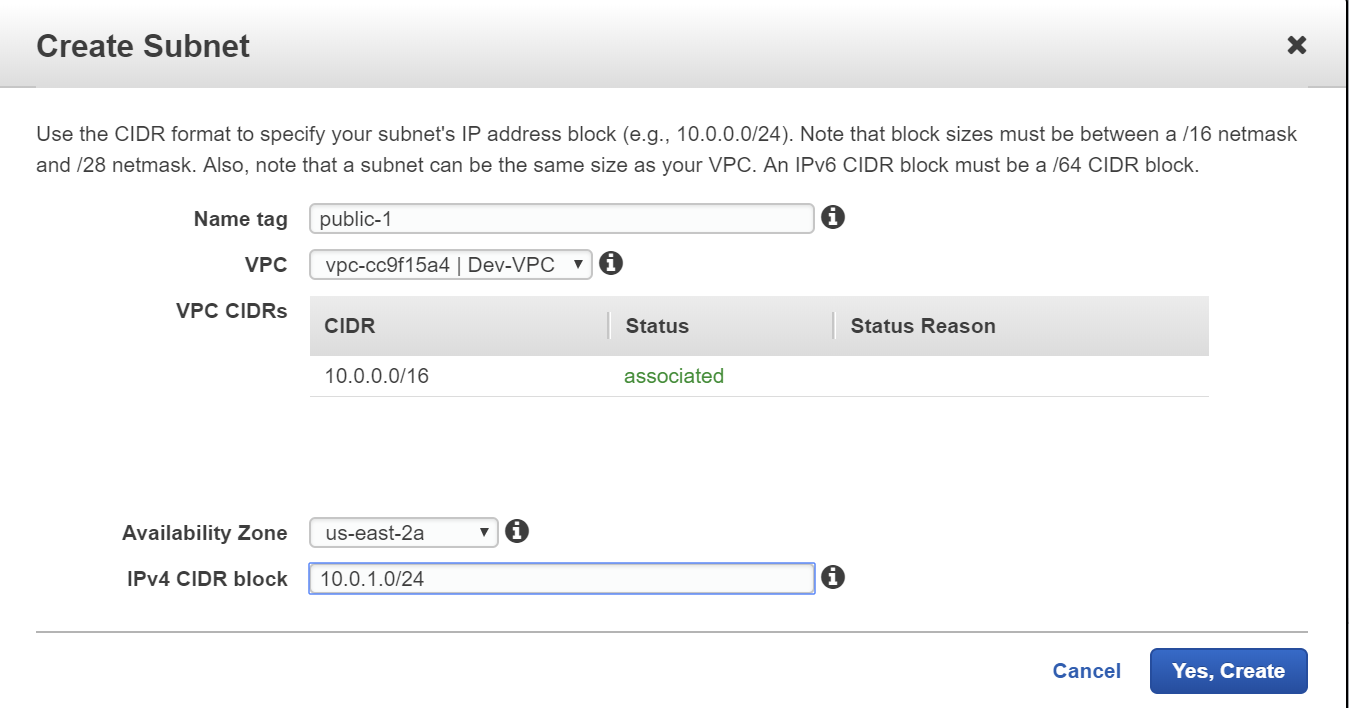 Create Subnet
Use the CIDR format to specify your subnet's IP address block (e.g., 10.0.0.0/24). Note that block sizes must be between a /16 netmask
and /28 netmask. Also, note that a subnet can be the same size as your VPC. An IPv6 CIDR block must be a /64 CIDR block.
Name tag public-1
VPC vpc-cc9f15a4 | Dev-VPC
VPC CIDRs
CIDR Status Status Reason
10.0.0.0/16 associated
Availability Zone us-east-2a
IPv4 CIDR block 10.0.1.0/24
Cancel Yes, Create